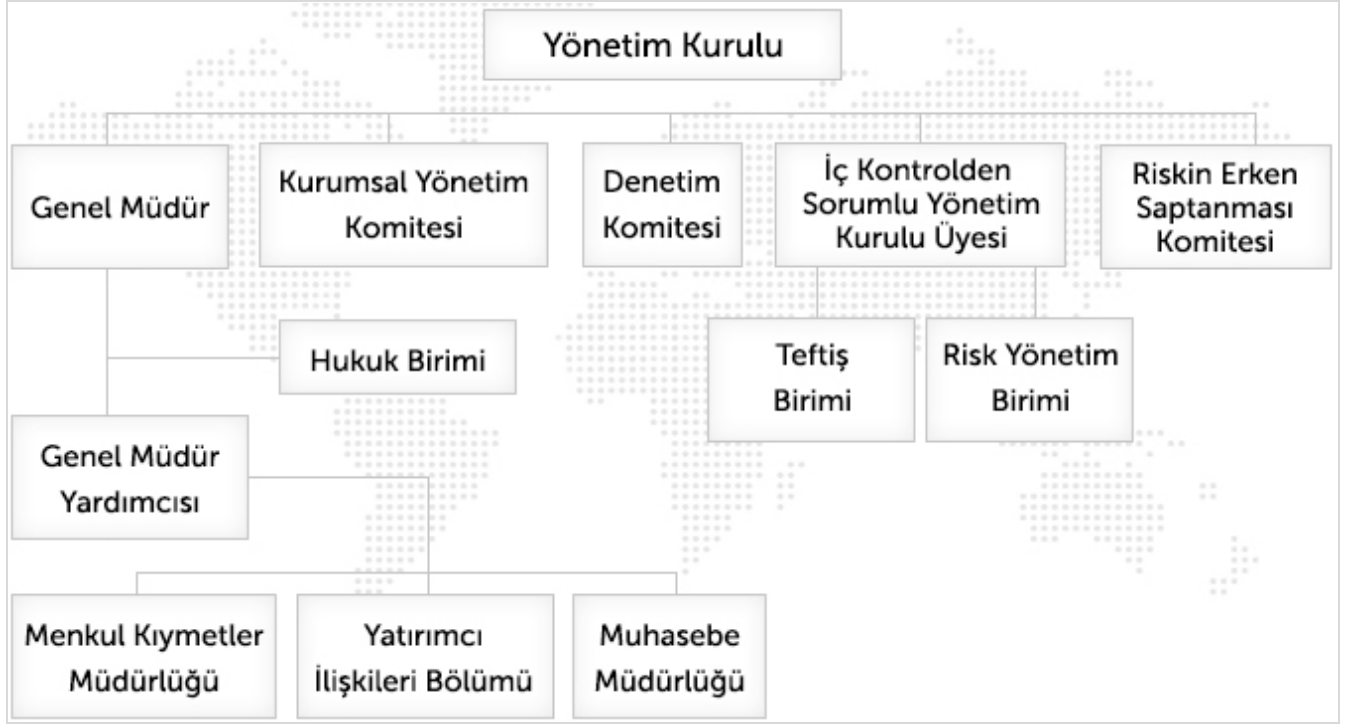 Yönetim Kurulu
Genel Müdür
Kurumsal Yönetim
Komitesi
Denetim
Komitesi
İç Kontrolden
Sorumlu Yönetim
Kurulu Üyesi
Riskin Erken
Saptanması
Komitesi
Hukuk Birimi
Teftiş
Birimi
Risk Yönetim
Birimi
Genel Müdür
Yardımcısı
Menkul Kıymetler
Müdürlüğü
Yatırımcı
İlişkileri Bölümü
Muhasebe
Müdürlüğü